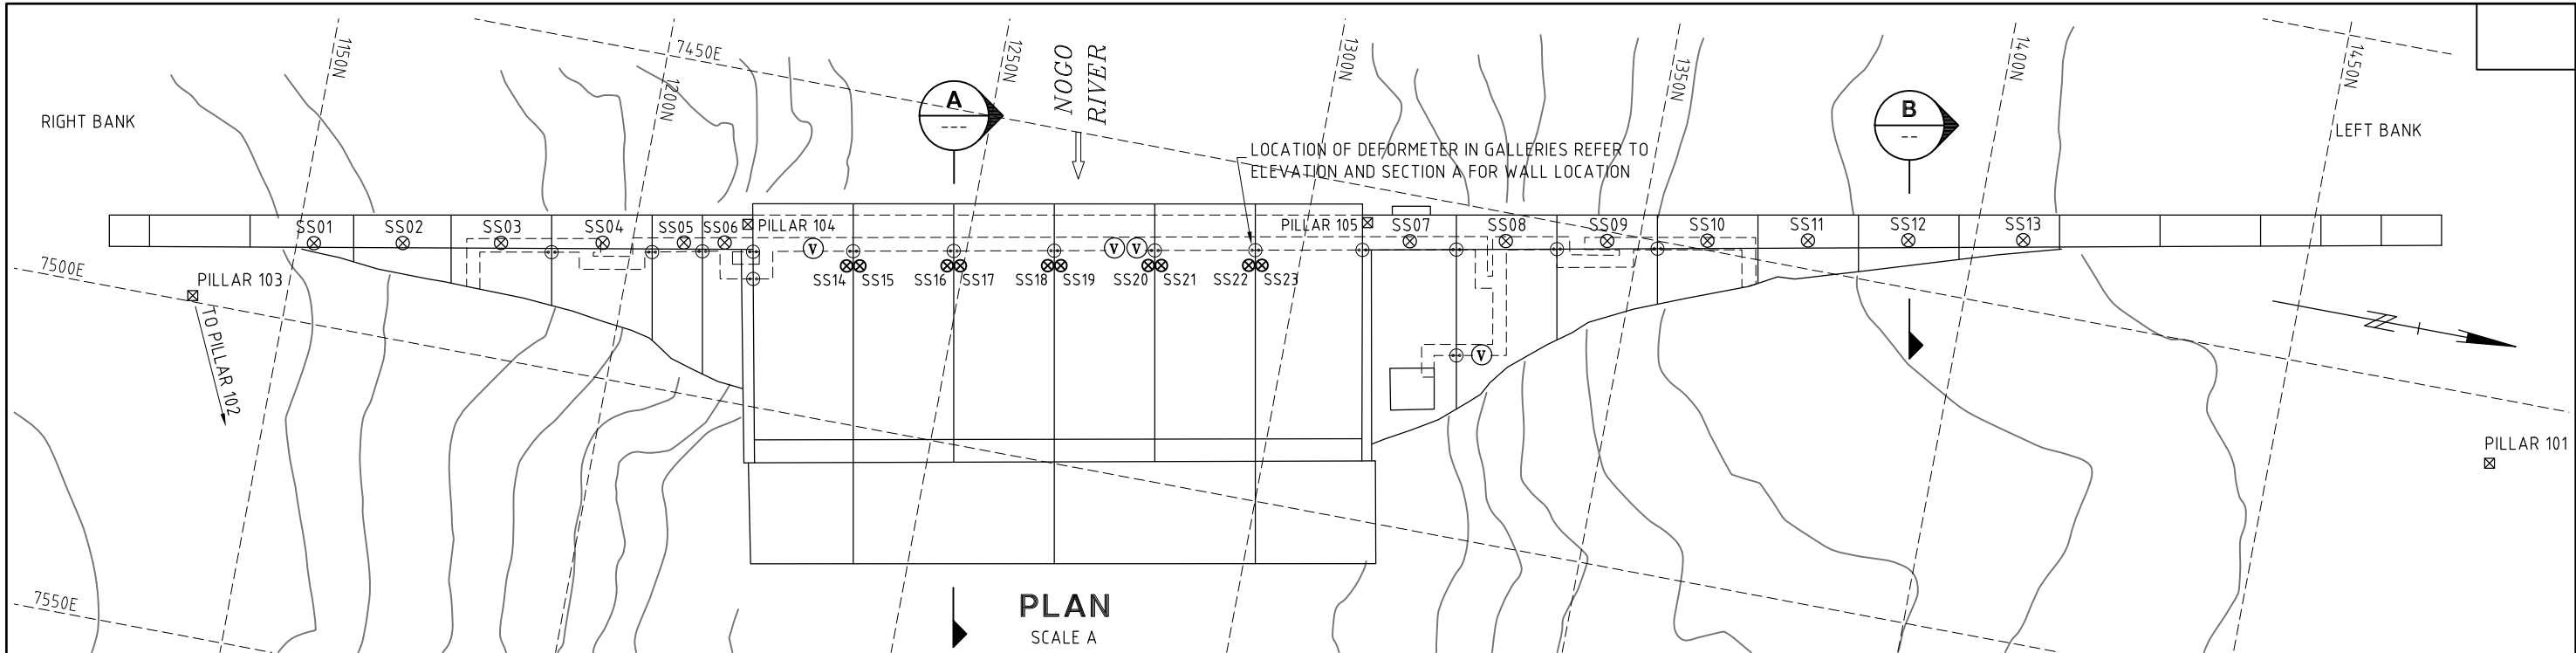 1150N
7450E
1200N
A
---
1250N
NOGO
RIVER
1300N
1350N
B
--
1400N
1450N
RIGHT BANK
LEFT BANK
LOCATION OF DEFORMETER IN GALLERIES REFER TO
ELEVATION AND SECTION A FOR WALL LOCATION
SS01
SS02
SS03
SS04
SS05
SS06
PILLAR 104
PILLAR 105
SS07
SS08
SS09
SS10
SS11
SS12
SS13
V
V
V
7500E
PILLAR 103
SS14
SS15
SS16
SS17
SS18
SS19
SS20
SS21
SS22
SS23
TO PILLAR 102
V
PILLAR 101
7550E
PLAN
SCALE A